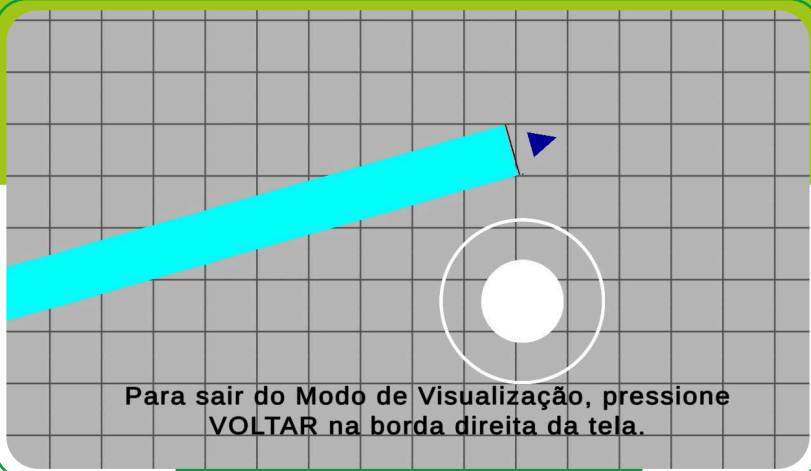 Para sair do Modo de Visualização, pressione
VOLTAR na borda direita da tela.